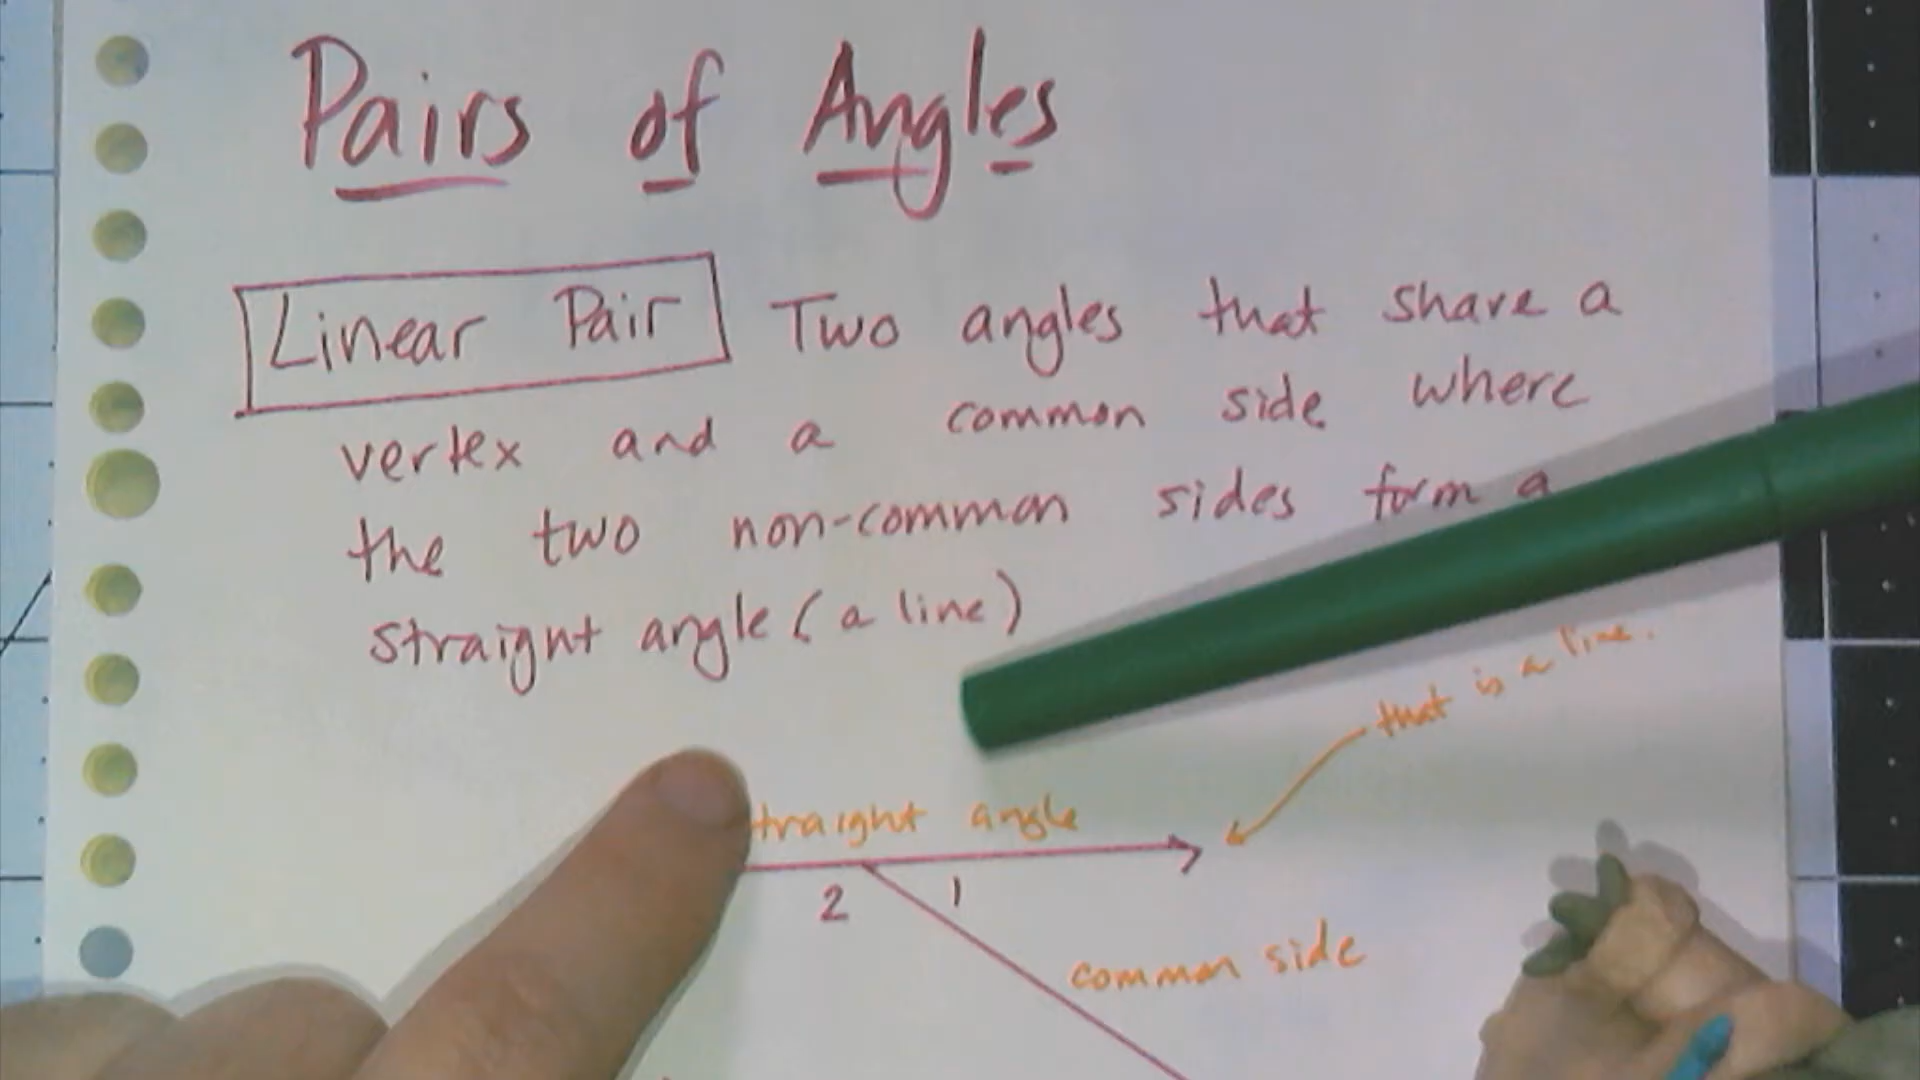 Pairs of Angles
Linear Pair Two angles that share a
vertex and a common side where
the two non-common sides form a
straight angle (a line)
that is a line.
traight angle
2 1
common side